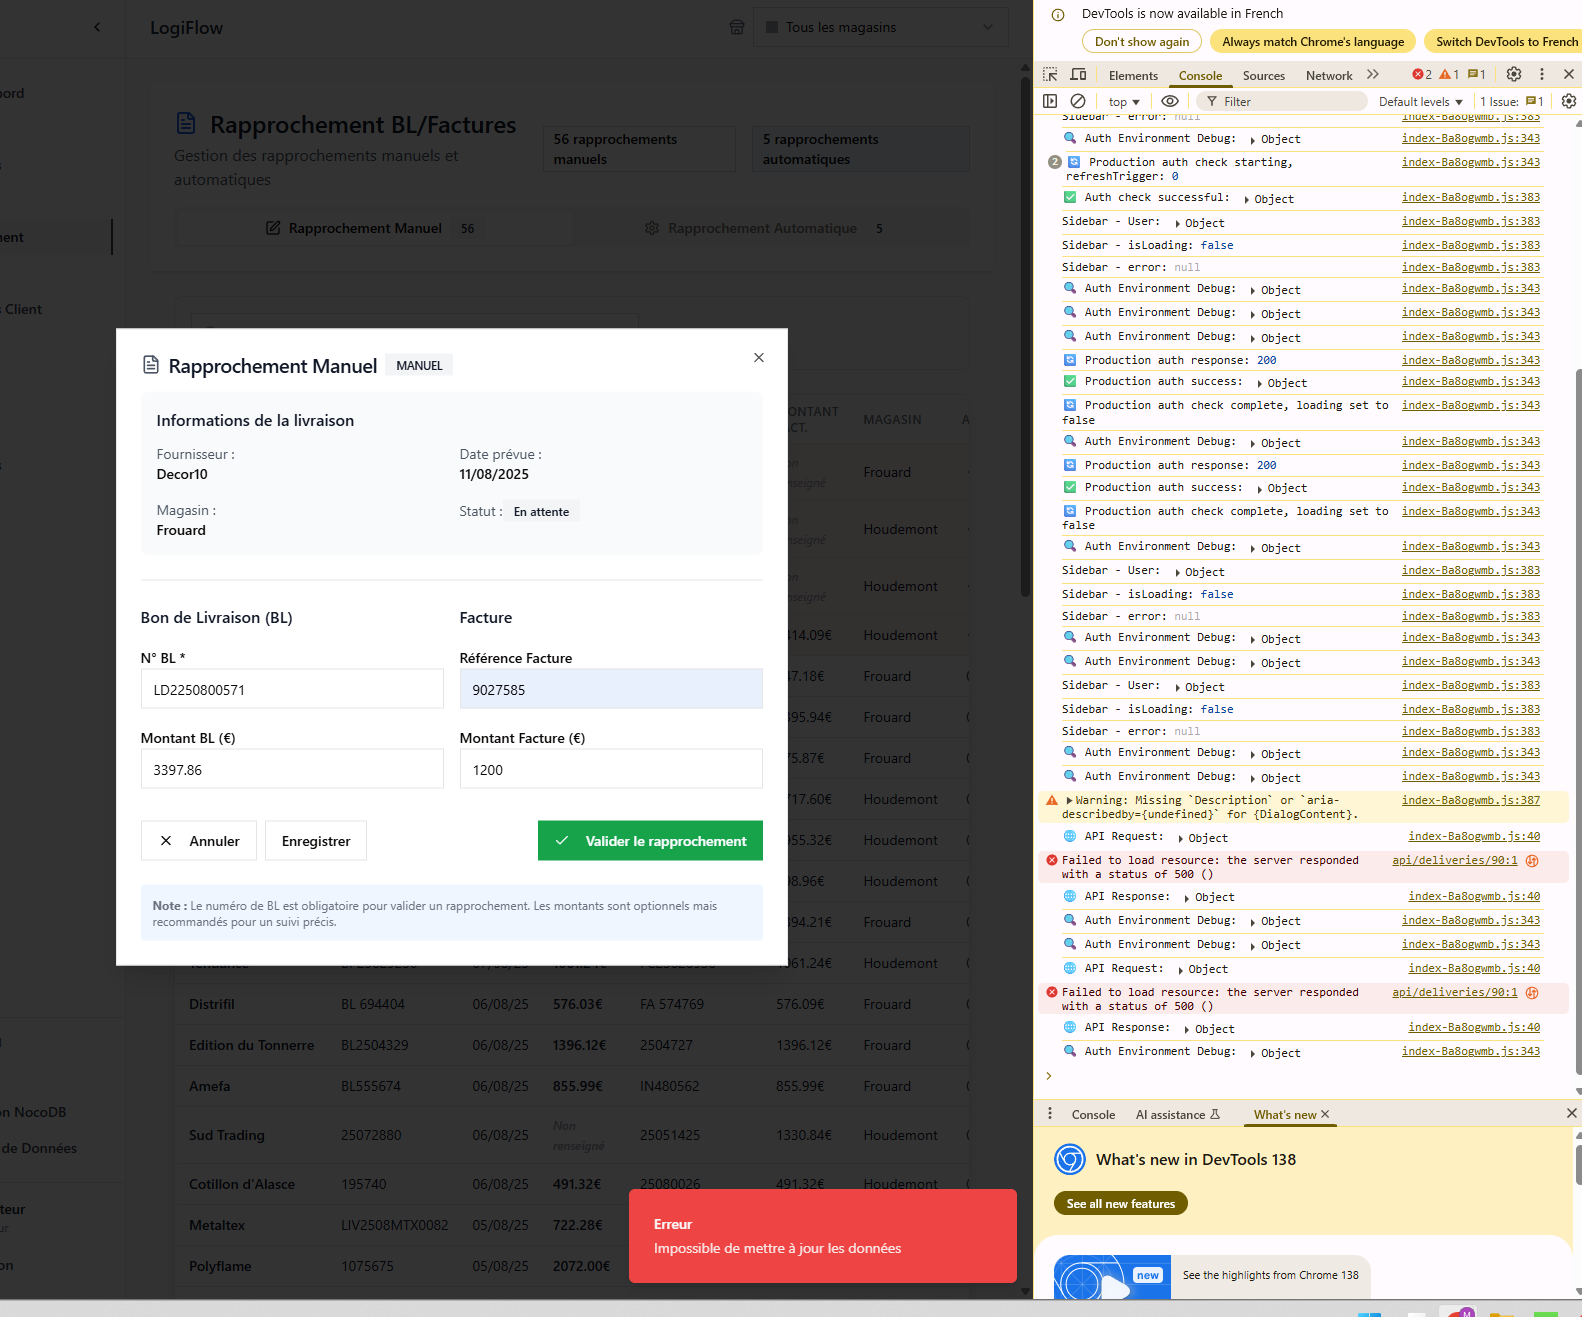 LogiFlow
Tous les magasins
ord
ent
Client
Rapprochement BL/Factures
Gestion des rapprochements manuels et
automatiques
56 rapprochements
manuels
5 rapprochements
automatiques
Rapprochement Manuel 56
Rapprochement Automatique 5
MAGASIN
Frouard
Houdemont
Houdemont
Houdemont
Frouard
Frouard
Frouard
Houdemont
Frouard
Frouard
Frouard
Rapprochement Manuel MANUEL
Informations de la livraison
Fournisseur :
Decor10
Date prévue :
11/08/2025
Magasin :
Frouard
Statut : En attente
Bon de Livraison (BL)
Facture
N° BL *
LD2250800571
Référence Facture
9027585
Montant BL (€)
3397.86
Montant Facture (€)
1200
Annuler
Enregistrer
Valider le rapprochement
Note : Le numéro de BL est obligatoire pour valider un rapprochement. Les montants sont optionnels mais
recommandés pour un suivi précis.
Houdemont
Distrifil BL 694404 06/08/25 576.03€ FA 574769 576.09€ Frouard
Edition du Tonnerre BL2504329 06/08/25 1396.12€ 2504727 1396.12€ Frouard
Amefa BL555674 06/08/25 855.99€ IN480562 855.99€ Frouard
Sud Trading 25072880 06/08/25 Non renseigné 25051425 1330.84€ Houdemont
Cotillon d'Alsace 195740 06/08/25 491.32€ 25080026 491.32€ Houdemont
Metaltex LIV2508MTX0082 05/08/25 722.28€
Polyflame 1075675 05/08/25 2072.00€
on NocoDB
de Données
teur
ur
on
Erreur
Impossible de mettre à jour les données
DevTools is now available in French
Don't show again
Always match Chrome's language
Switch DevTools to French
Elements Console Sources Network 2 1 1
top Filter Default levels 1 Issue: 1
Sidebar - error: null index-Ba8ogwmb.js:383
Auth Environment Debug: Object index-Ba8ogwmb.js:343
2 Production auth check starting, index-Ba8ogwmb.js:343
refreshTrigger: 0
Auth check successful: Object index-Ba8ogwmb.js:383
Sidebar - User: Object index-Ba8ogwmb.js:383
Sidebar - isLoading: false index-Ba8ogwmb.js:383
Sidebar - error: null index-Ba8ogwmb.js:383
Auth Environment Debug: Object index-Ba8ogwmb.js:343
Auth Environment Debug: Object index-Ba8ogwmb.js:343
Auth Environment Debug: Object index-Ba8ogwmb.js:343
Production auth response: 200 index-Ba8ogwmb.js:343
Production auth success: Object index-Ba8ogwmb.js:343
Production auth check complete, loading set to index-Ba8ogwmb.js:343
false
Auth Environment Debug: Object index-Ba8ogwmb.js:343
Production auth response: 200 index-Ba8ogwmb.js:343
Production auth success: Object index-Ba8ogwmb.js:343
Production auth check complete, loading set to index-Ba8ogwmb.js:343
false
Auth Environment Debug: Object index-Ba8ogwmb.js:343
Sidebar - User: Object index-Ba8ogwmb.js:383
Sidebar - isLoading: false index-Ba8ogwmb.js:383
Sidebar - error: null index-Ba8ogwmb.js:383
Auth Environment Debug: Object index-Ba8ogwmb.js:343
Auth Environment Debug: Object index-Ba8ogwmb.js:343
Sidebar - User: Object index-Ba8ogwmb.js:383
Sidebar - isLoading: false index-Ba8ogwmb.js:383
Sidebar - error: null index-Ba8ogwmb.js:383
Auth Environment Debug: Object index-Ba8ogwmb.js:343
Auth Environment Debug: Object index-Ba8ogwmb.js:343
Warning: Missing `Description` or `aria- index-Ba8ogwmb.js:387
describedby={undefined}` for {DialogContent}.
API Request: Object index-Ba8ogwmb.js:40
Failed to load resource: the server responded api/deliveries/90:1
with a status of 500 ()
API Response: Object index-Ba8ogwmb.js:40
Auth Environment Debug: Object index-Ba8ogwmb.js:343
Auth Environment Debug: Object index-Ba8ogwmb.js:343
API Request: Object index-Ba8ogwmb.js:40
Failed to load resource: the server responded api/deliveries/90:1
with a status of 500 ()
API Response: Object index-Ba8ogwmb.js:40
Auth Environment Debug: Object index-Ba8ogwmb.js:343
Console AI assistance What's new
What's new in DevTools 138
See all new features
new
See the highlights from Chrome 138